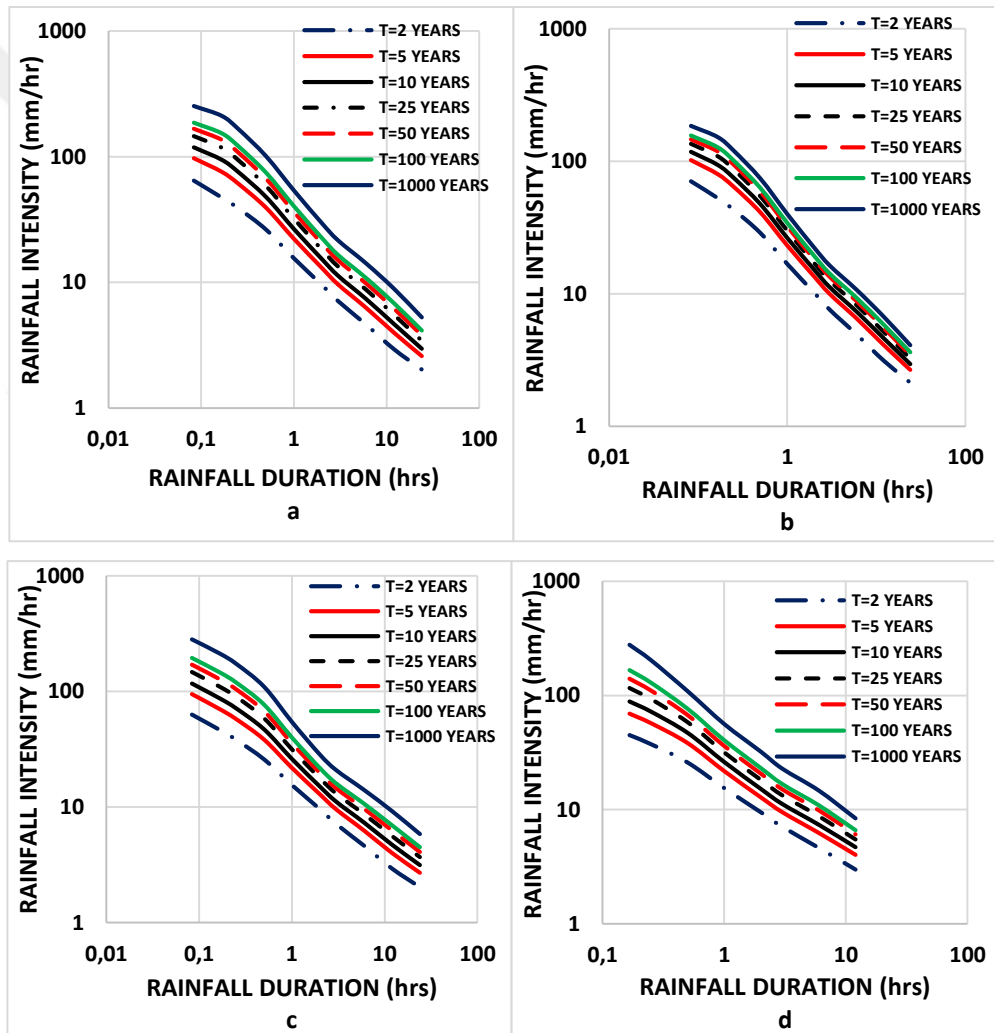 1000
100
10
1
RAINFALL INTENSITY (mm/hr)
T=2 YEARS
T=5 YEARS
T=10 YEARS
T=25 YEARS
T=50 YEARS
T=100 YEARS
T=1000 YEARS
0,01
0,1
1
10
100
RAINFALL DURATION (hrs)
a
1000
100
10
1
RAINFALL INTENSITY (mm/hr)
T=2 YEARS
T=5 YEARS
T=10 YEARS
T=25 YEARS
T=50 YEARS
T=100 YEARS
T=1000 YEARS
0,01
1
100
RAINFALL DURATION (hrs)
b
1000
100
10
1
RAINFALL INTENSITY (mm/hr)
T=2 YEARS
T=5 YEARS
T=10 YEARS
T=25 YEARS
T=50 YEARS
T=100 YEARS
T=1000 YEARS
0,01
0,1
1
10
100
RAINFALL DURATION (hrs)
c
1000
100
10
1
RAINFALL INTENSITY (mm/hr)
T=2 YEARS
T=5 YEARS
T=10 YEARS
T=25 YEARS
T=50 YEARS
T=100 YEARS
T=1000 YEARS
0,1
1
10
100
RAINFALL DURATION (hrs)
d